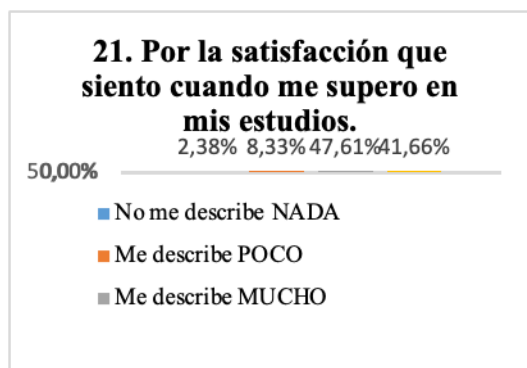 21. Por la satisfacción que
siento cuando me supero en
mis estudios.
2,38% 8,33% 47,61%41,66%
50,00%
No me describe NADA
Me describe POCO
Me describe MUCHO